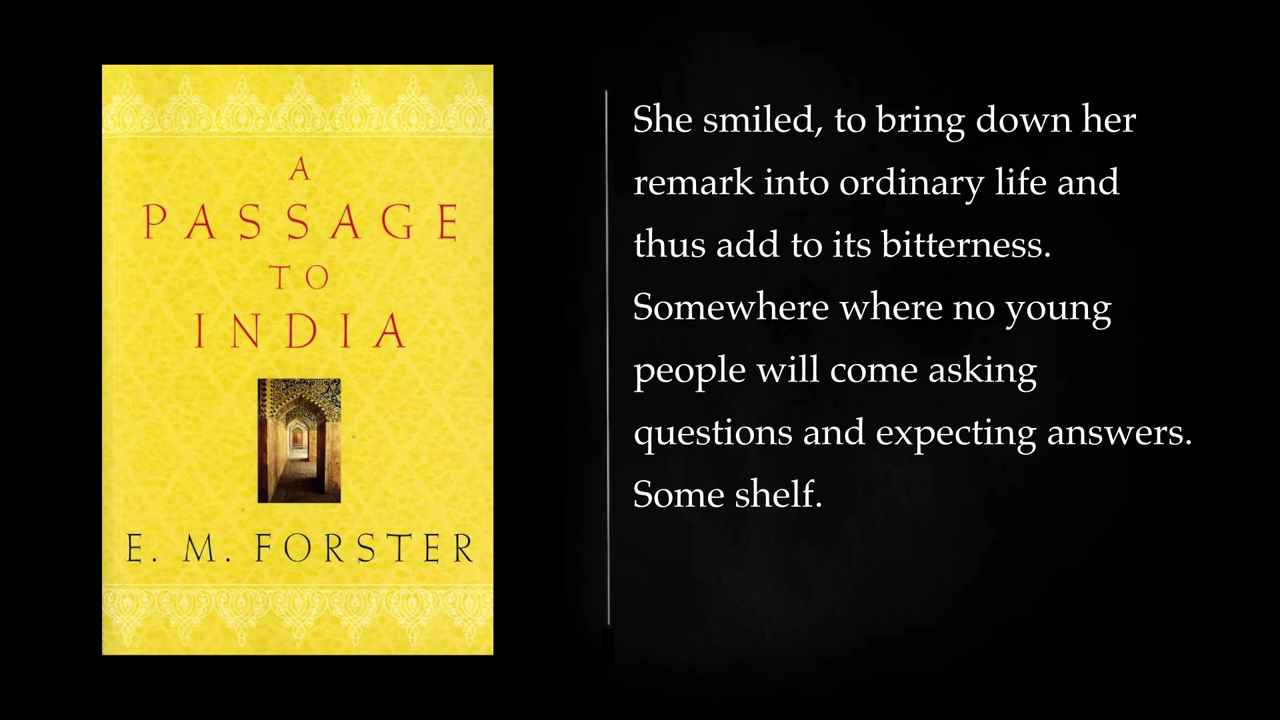 A
PASSAGE
TO
INDIA
E. M. FORSTER
She smiled, to bring down her
remark into ordinary life and
thus add to its bitterness.
Somewhere where no young
people will come asking
questions and expecting answers.
Some shelf.